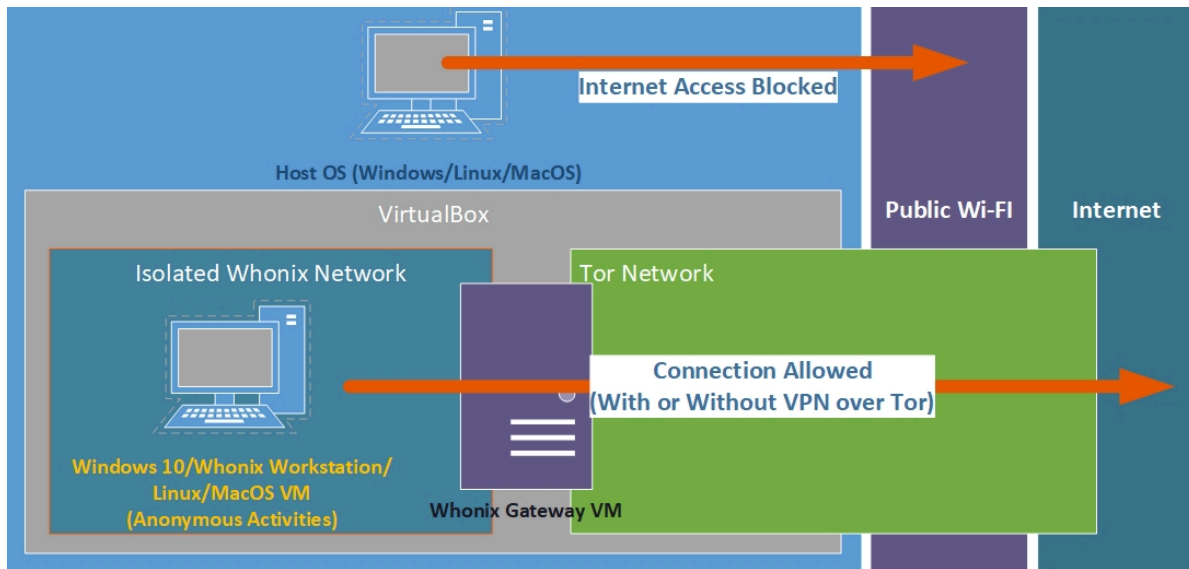 Internet Access Blocked
Host OS (Windows/Linux/MacOS)
VirtualBox
Public Wi-FI
Internet
Isolated Whonix Network
Tor Network
Connection Allowed
(With or Without VPN over Tor)
Windows 10/Whonix Workstation/
Linux/MacOS VM
(Anonymous Activities)
Whonix Gateway VM